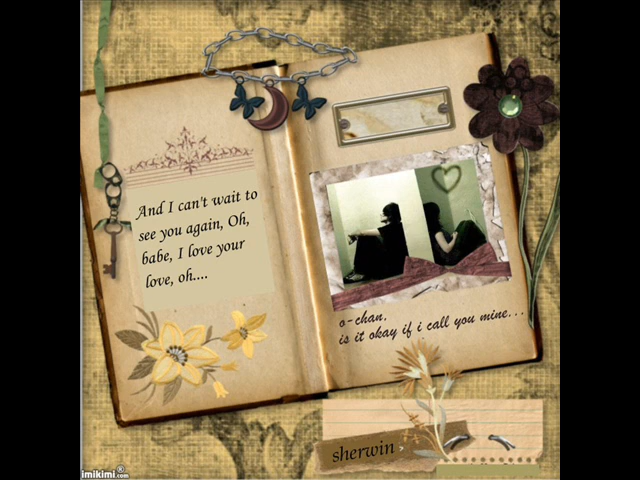 And I can't wait to
see you again, Oh,
babe, I love your
love, oh....
o-chan,
is it okay if i call you mine...
sherwin
imikimi.com®